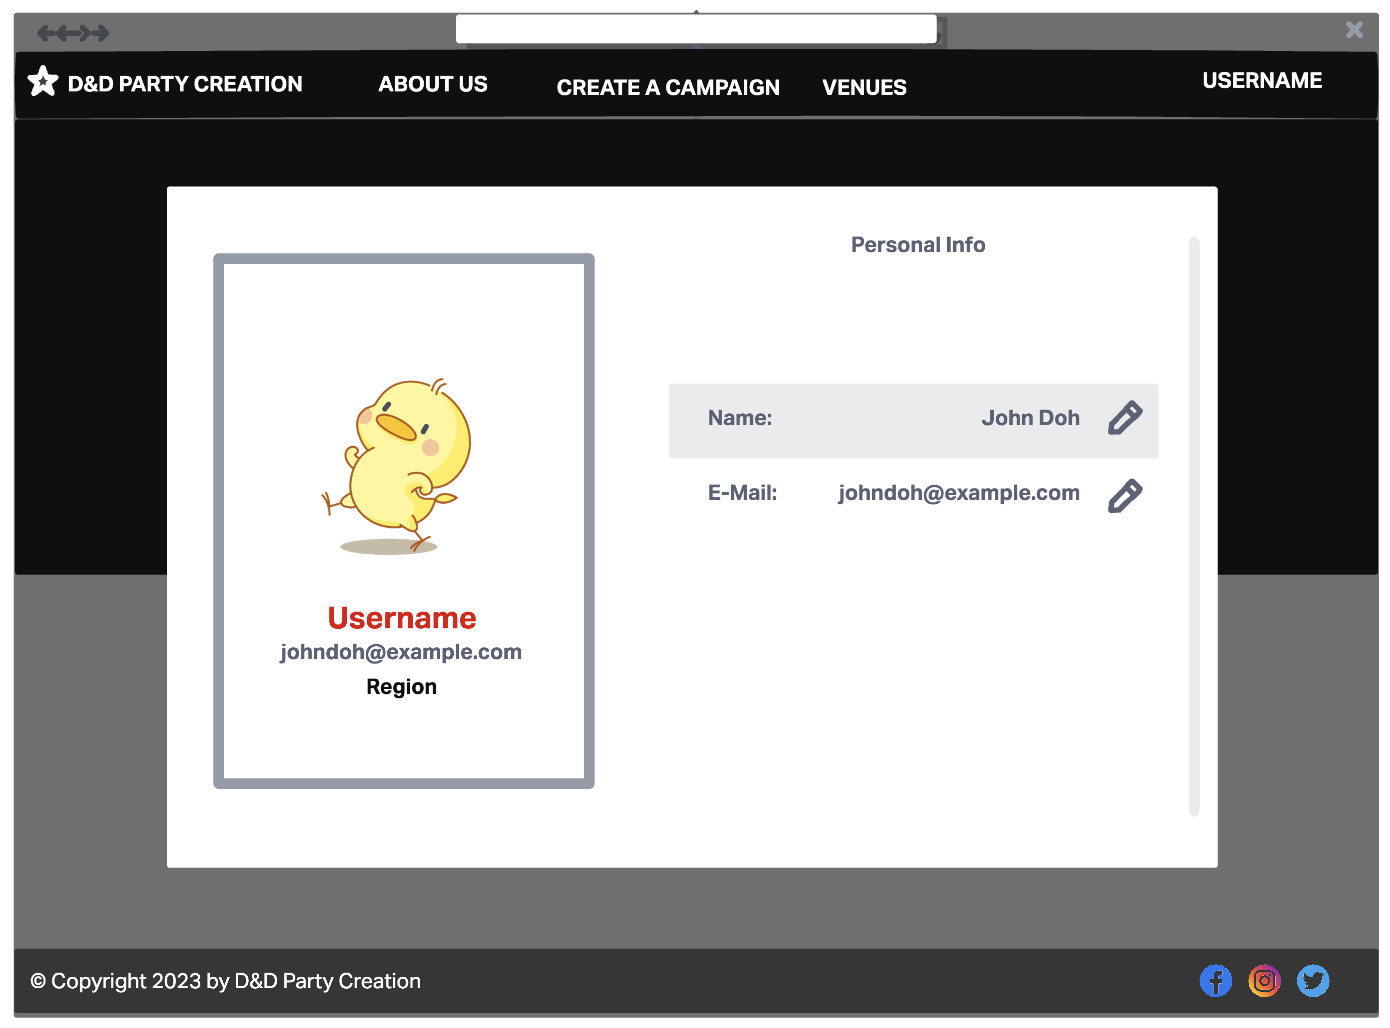 D&D PARTY CREATION ABOUT US CREATE A CAMPAIGN VENUES USERNAME
Personal Info
Name: John Doh
E-Mail: johndoh@example.com
Username
johndoh@example.com
Region
© Copyright 2023 by D&D Party Creation